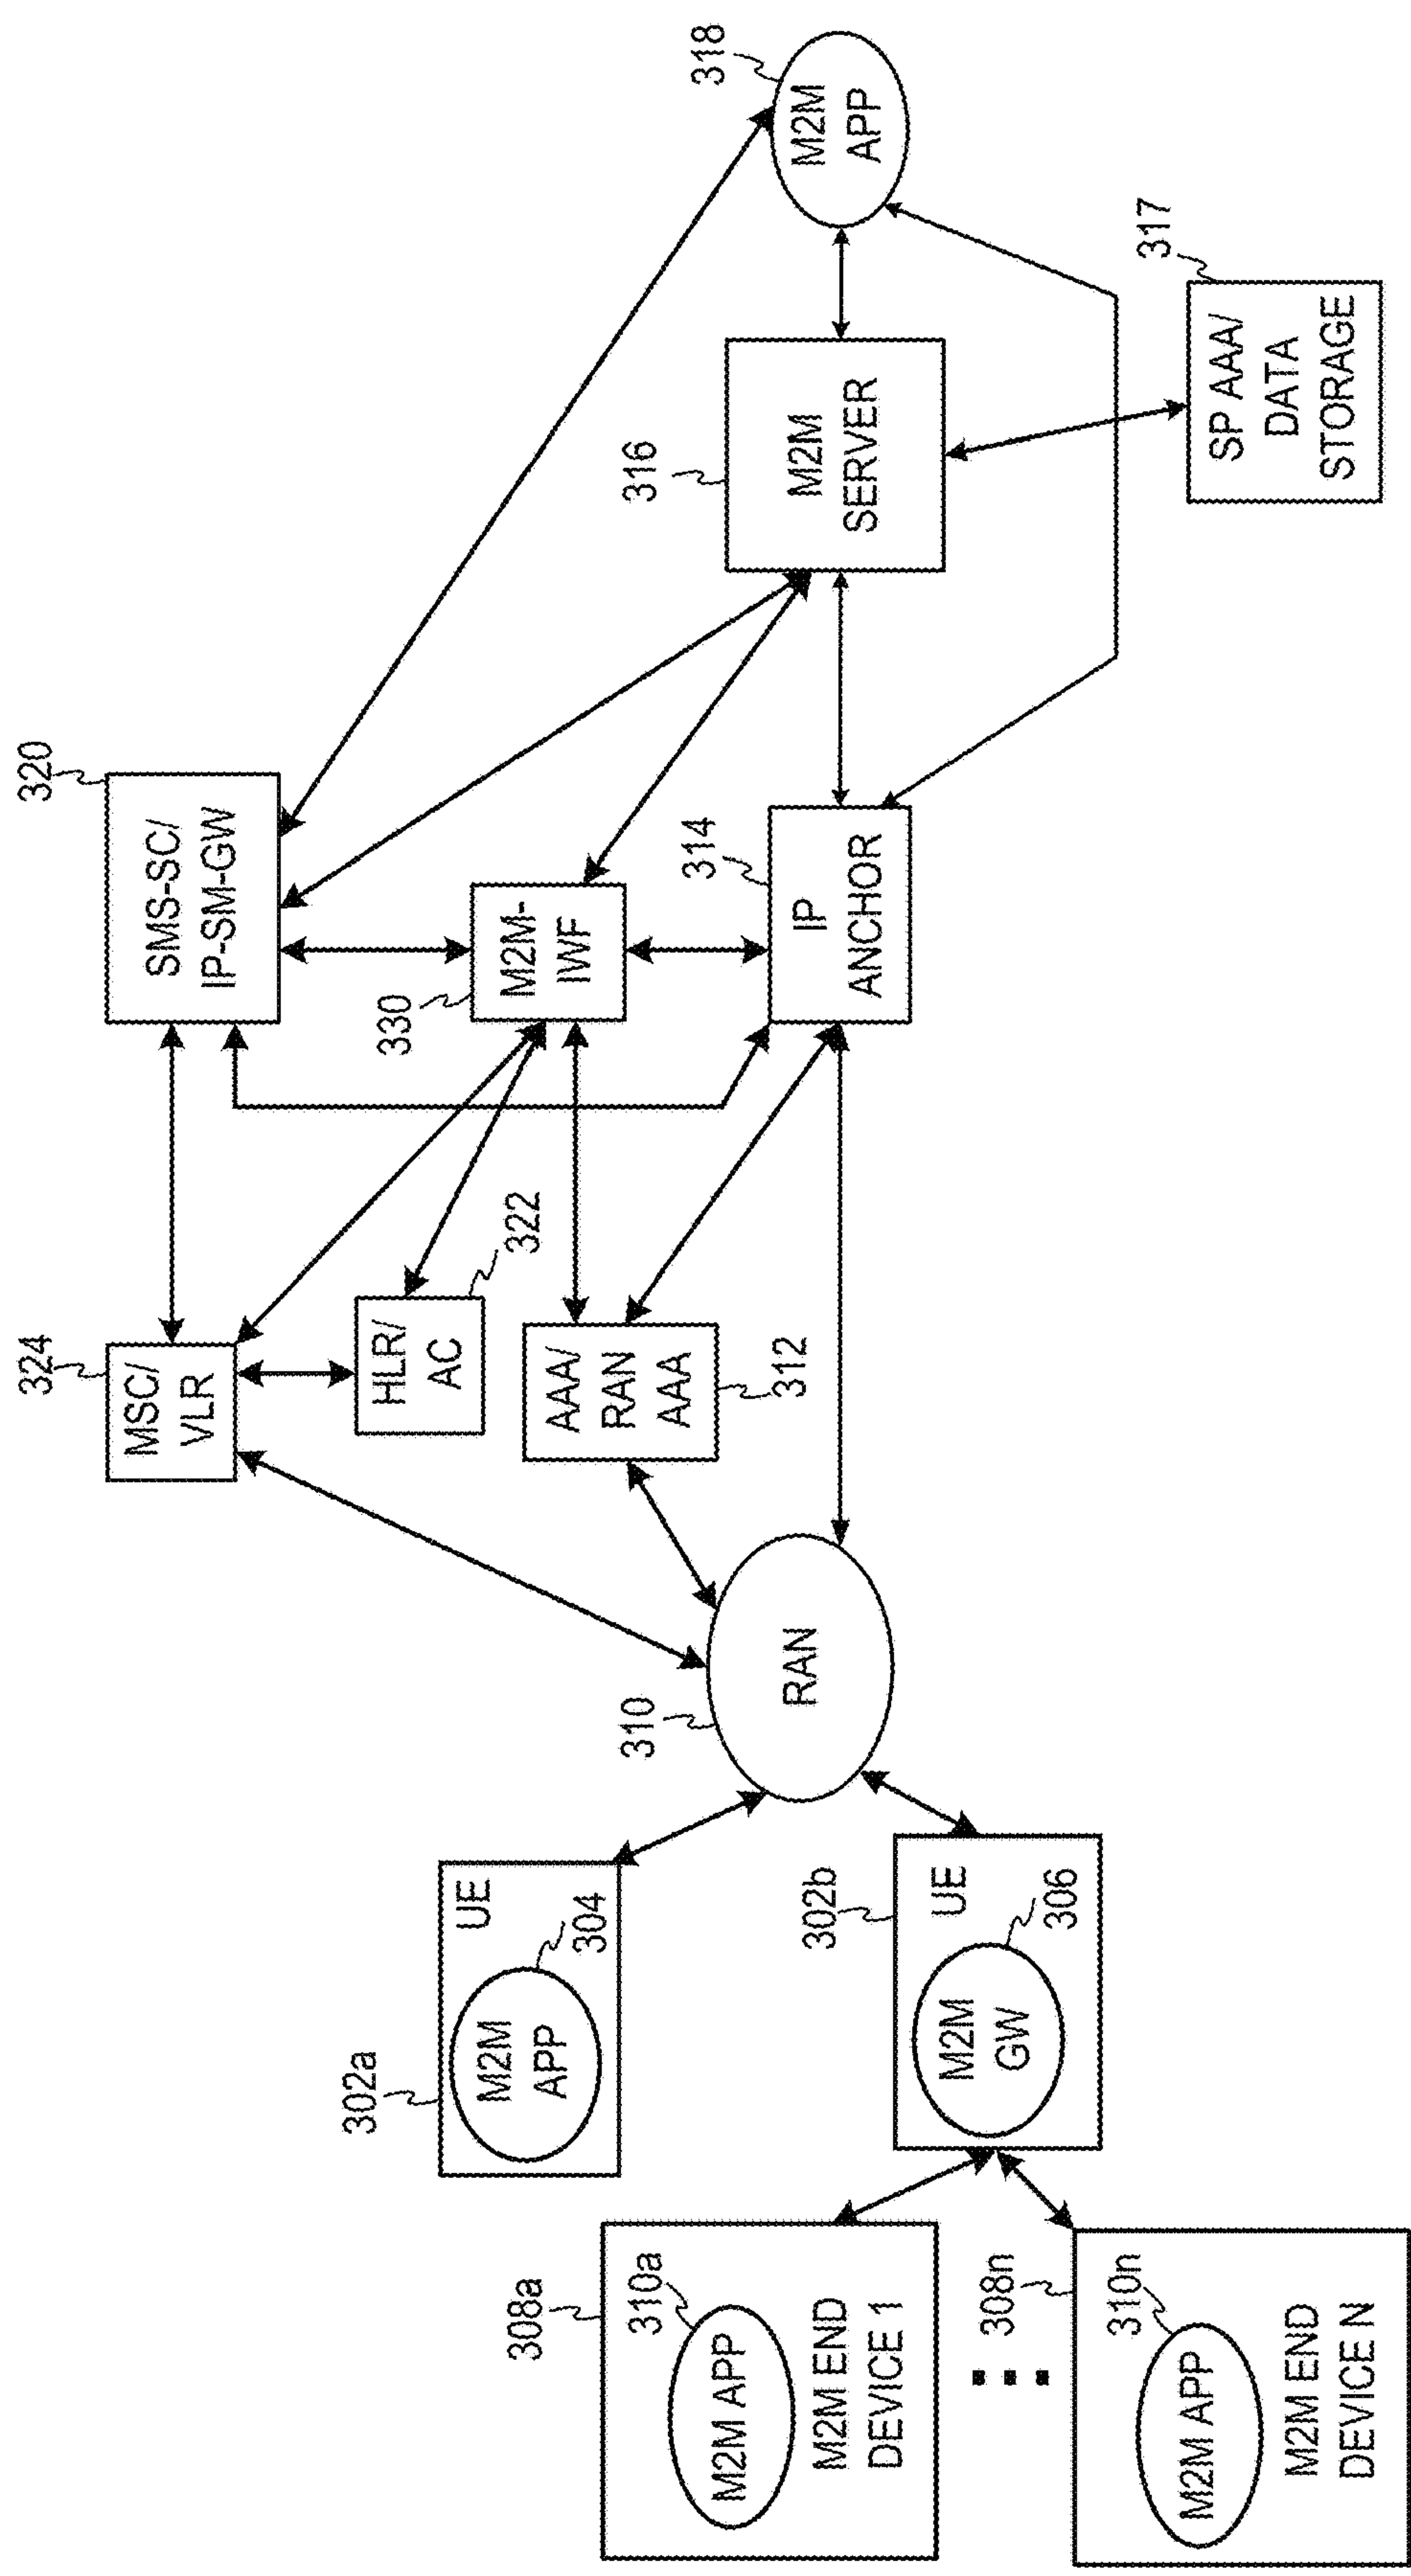 308a
310a
M2M APP
M2M END
DEVICE 1
308n
310n
M2M APP
M2M END
DEVICE N
302a
UE
M2M
APP
304
302b
UE
M2M
GW
306
310
RAN
324
MSC/
VLR
HLR/
AC
322
AAA/
RAN
AAA
312
320
SMS-SC/
IP-SM-GW
330
M2M-
IWF
314
IP
ANCHOR
316
M2M
SERVER
318
M2M
APP
317
SP AAA/
DATA
STORAGE